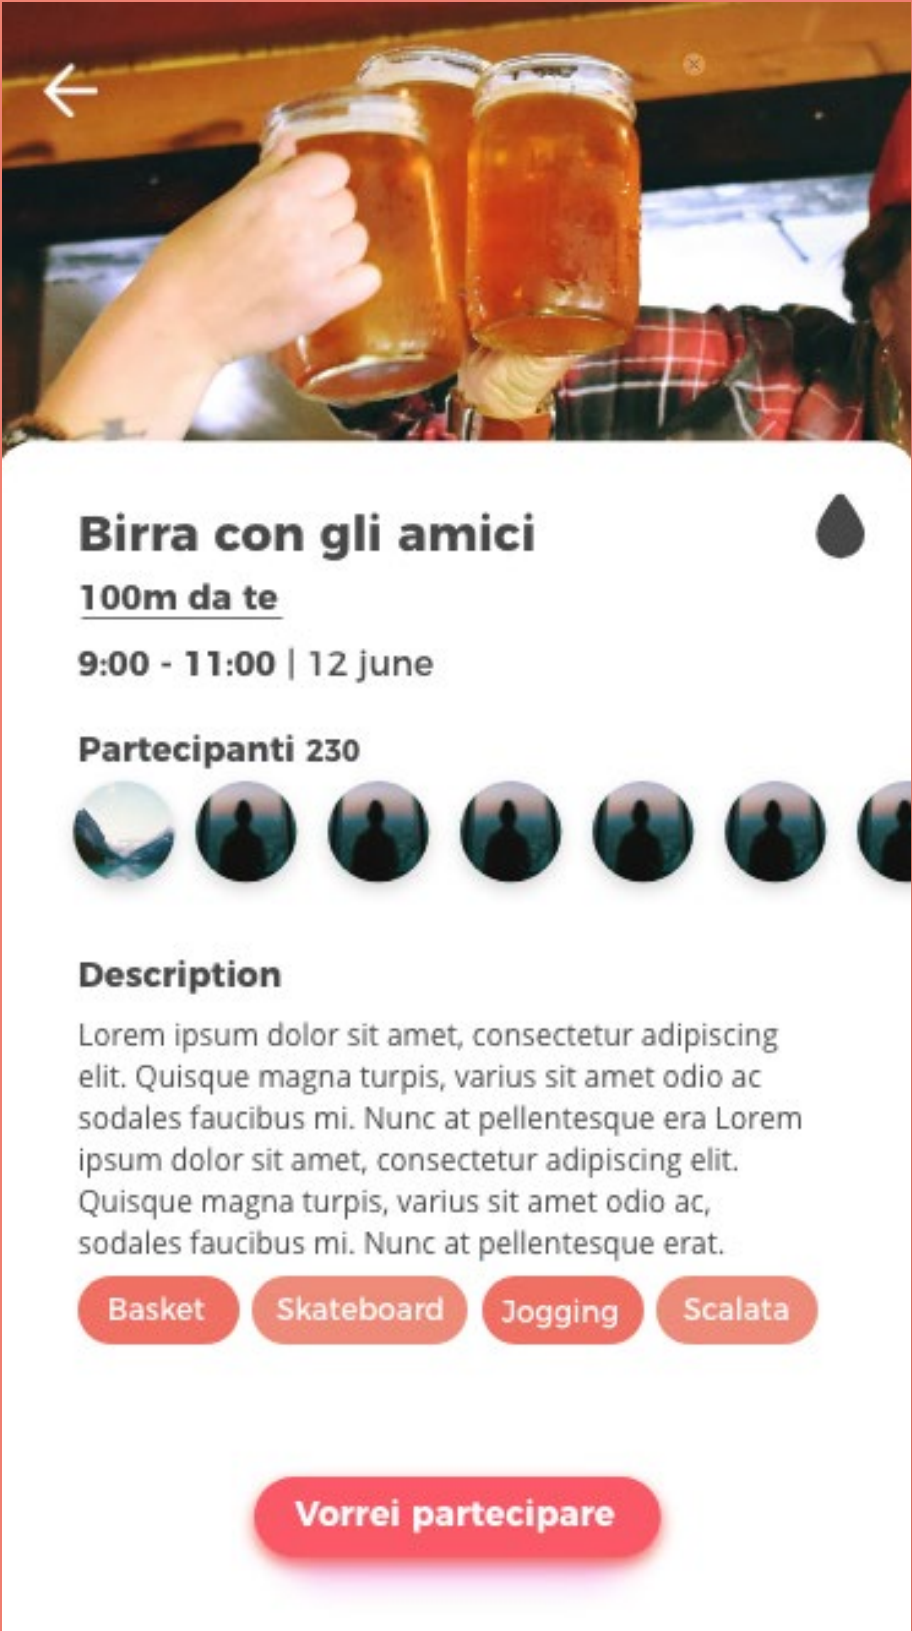 Birra con gli amici
100m da te
9:00 - 11:00 | 12 june
Partecipanti 230
Description
Lorem ipsum dolor sit amet, consectetur adipiscing
elit. Quisque magna turpis, varius sit amet odio ac
sodales faucibus mi. Nunc at pellentesque era Lorem
ipsum dolor sit amet, consectetur adipiscing elit.
Quisque magna turpis, varius sit amet odio ac,
sodales faucibus mi. Nunc at pellentesque erat.
Basket Skateboard Jogging Scalata
Vorrei partecipare